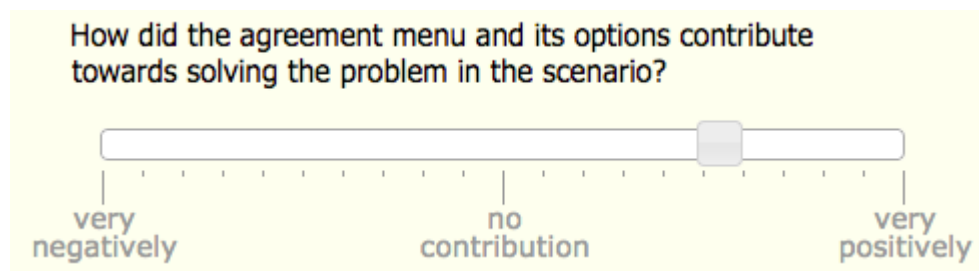 How did the agreement menu and its options contribute
towards solving the problem in the scenario?
very no very
negatively contribution positively